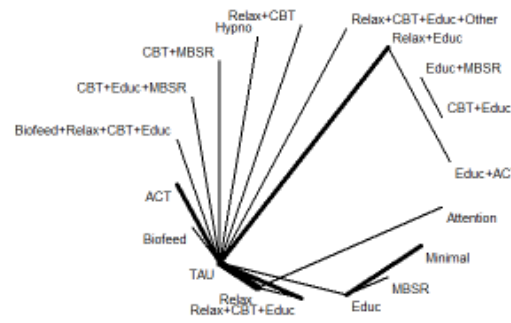 Relax+CBT
Hypno
Relax+CBT+Educ+Other
Relax+Educ
CBT+MBSR
Educ+MBSR
CBT+Educ+MBSR
CBT+Educ
Biofeed+Relax+CBT+Educ
Educ+AC
ACT
Attention
Biofeed
Minimal
TAU
MBSR
Relax
Educ
Relax+CBT+Educ